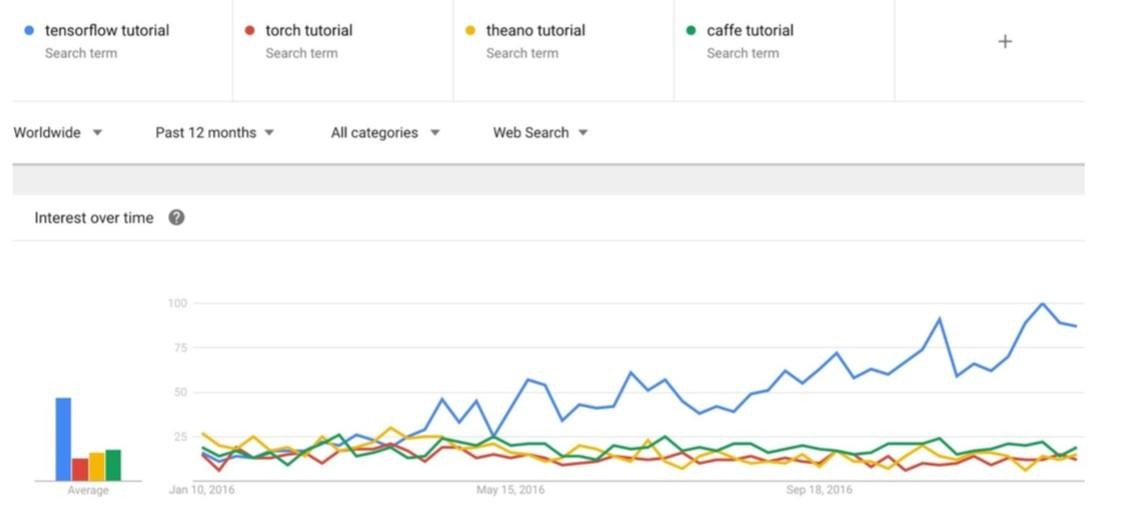 tensorflow tutorial
Search term
torch tutorial
Search term
theano tutorial
Search term
caffe tutorial
Search term
+
Worldwide
Past 12 months
All categories
Web Search
Interest over time ?
100
75
50
25
Average
Jan 10, 2016
May 15, 2016
Sep 18, 2016